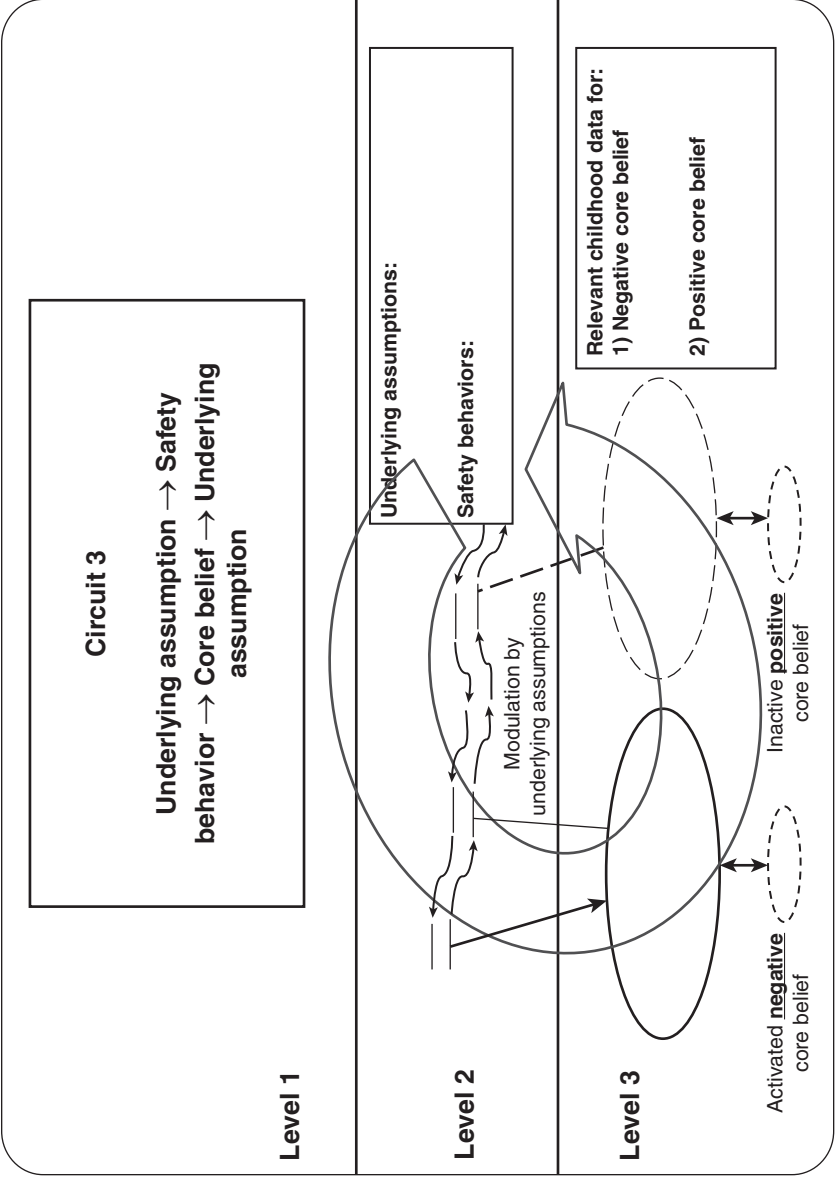 Circuit 3
Underlying assumption → Safety
behavior → Core belief → Underlying
assumption
Level 1
Level 2
Underlying assumptions:
Safety behaviors:
Modulation by
underlying assumptions
Level 3
Relevant childhood data for:
1) Negative core belief
2) Positive core belief
Activated negative
core belief
Inactive positive
core belief